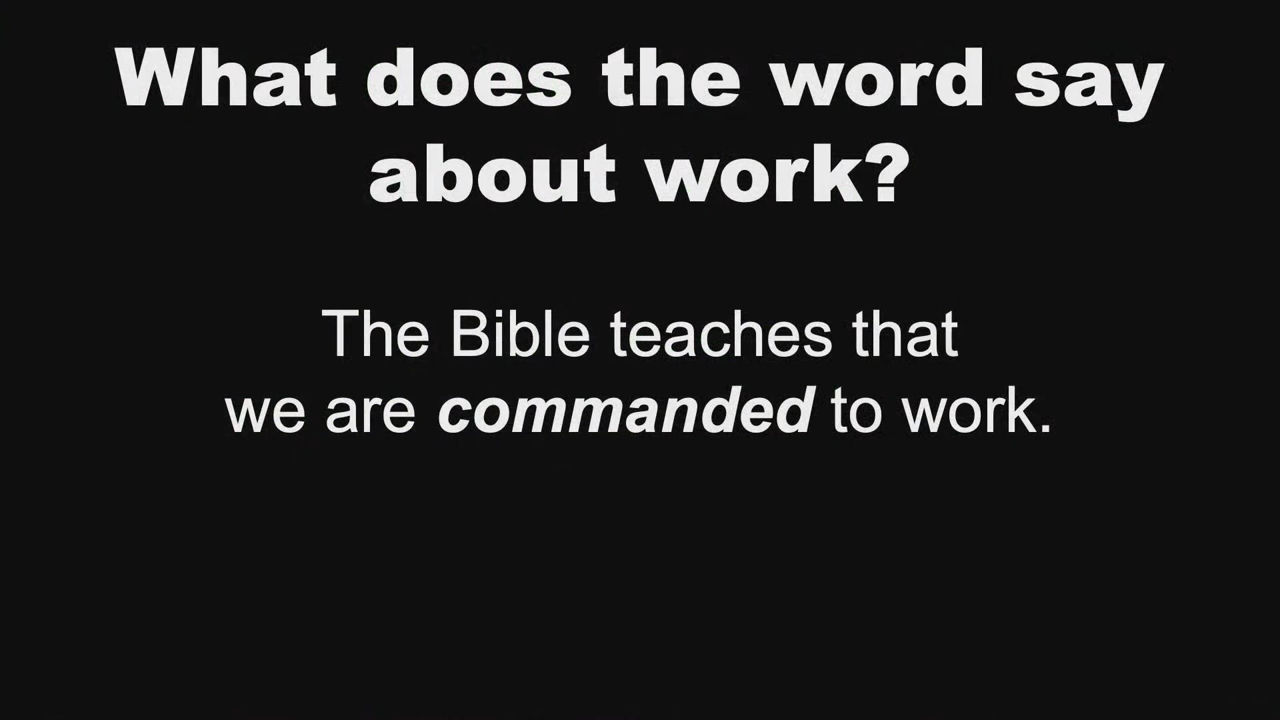 What does the word say
about work?
The Bible teaches that
we are commanded to work.